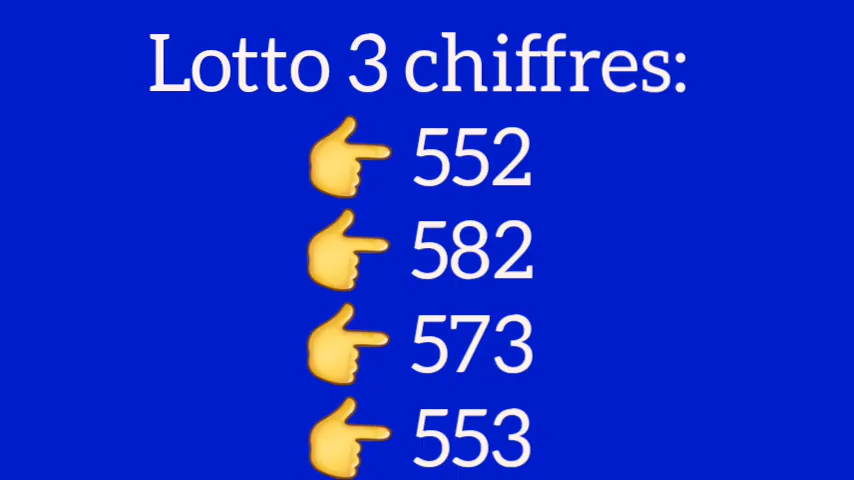 Lotto 3 chiffres:
👉 552
👉 582
👉 573
👉 553